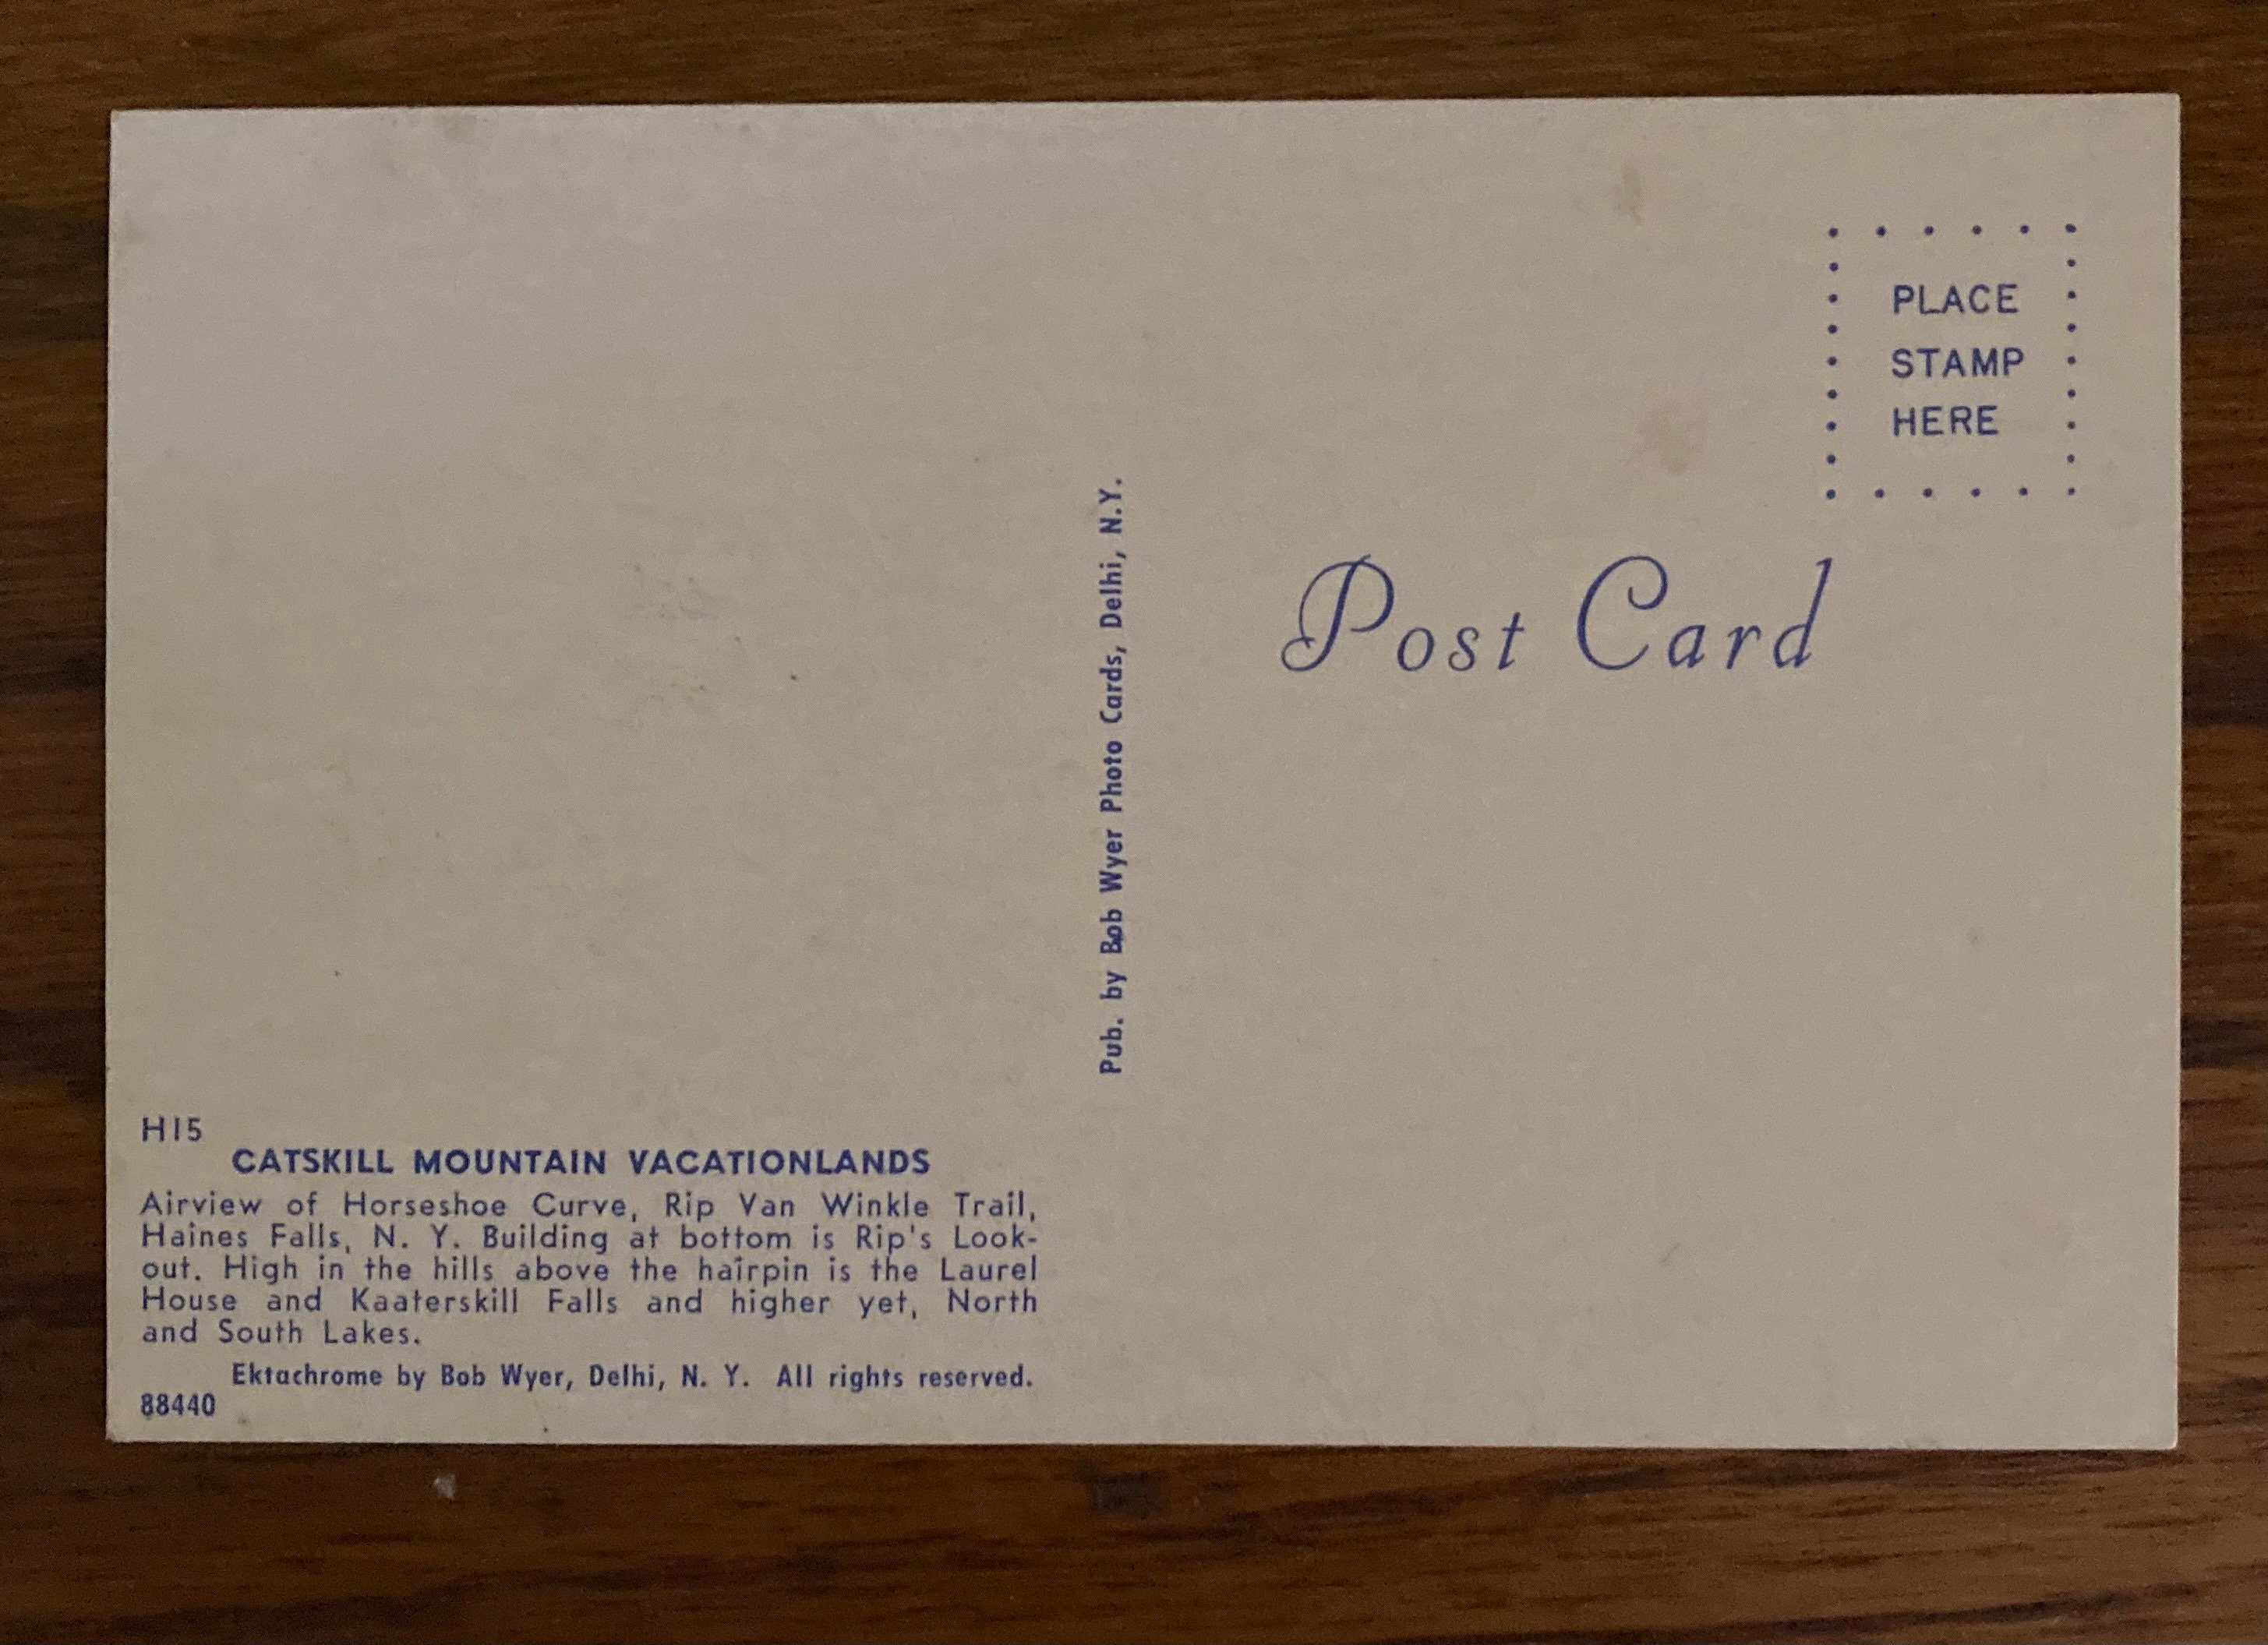 PLACE
STAMP
HERE
Post Card
Pub. by Bob Wyer Photo Cards, Delhi, N.Y.
H15
CATSKILL MOUNTAIN VACATIONLANDS
Airview of Horseshoe Curve, Rip Van Winkle Trail,
Haines Falls, N. Y. Building at bottom is Rip's Look-
out. High in the hills above the hairpin is the Laurel
House and Kaaterskill Falls and higher yet, North
and South Lakes.
Ektachrome by Bob Wyer, Delhi, N. Y. All rights reserved.
88440